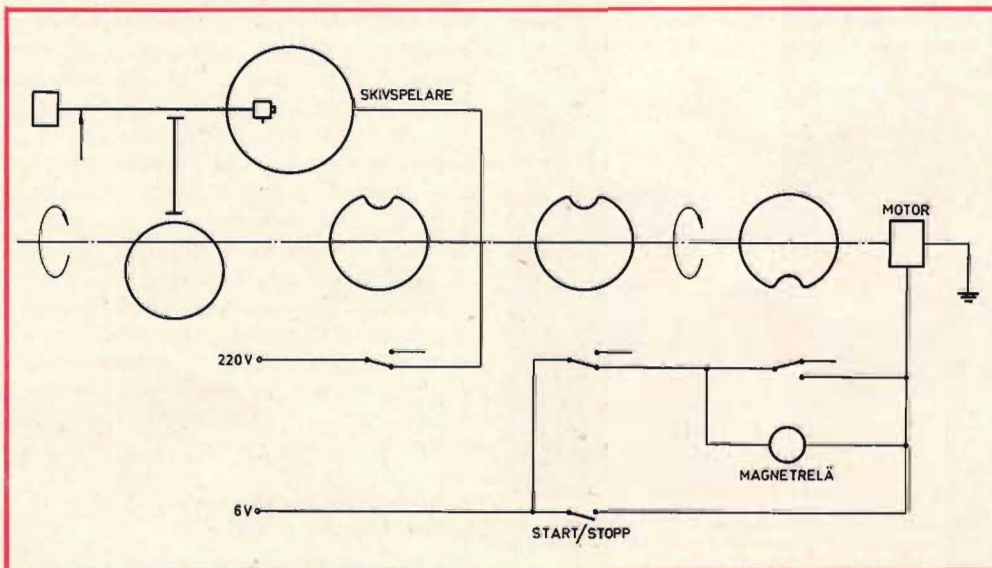 SKIVSPELARE
MOTOR
220V
MAGNETRELÄ
6V
START/STOPP